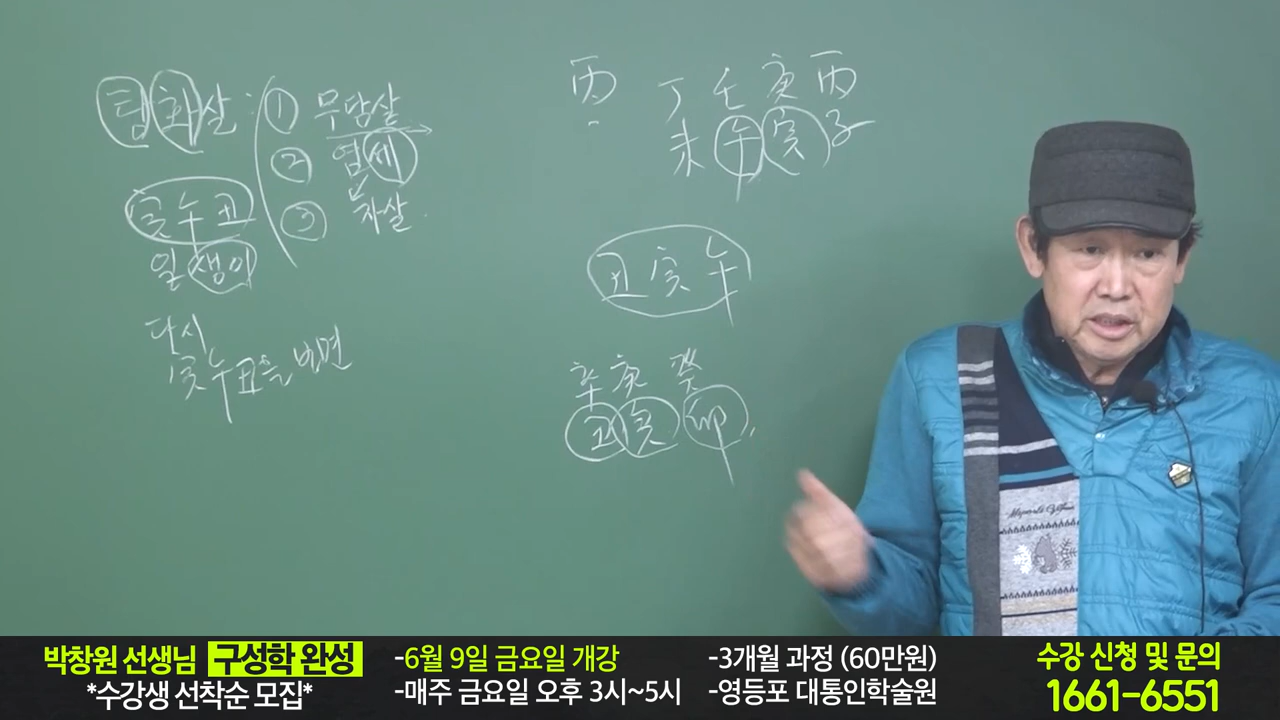 탐화살 : ① 무당살
② 염세
③ 녹차살
寅午丑
일생이
다시
寅午丑을 보면
丙
丁壬庚丙
未午寅子
丑寅午
辛庚癸
丑寅卯
박창원 선생님 구성학 완성
*수강생 선착순 모집*
-6월 9일 금요일 개강
-매주 금요일 오후 3시~5시
-3개월 과정 (60만원)
-영등포 대통인학술원
수강 신청 및 문의
1661-6551